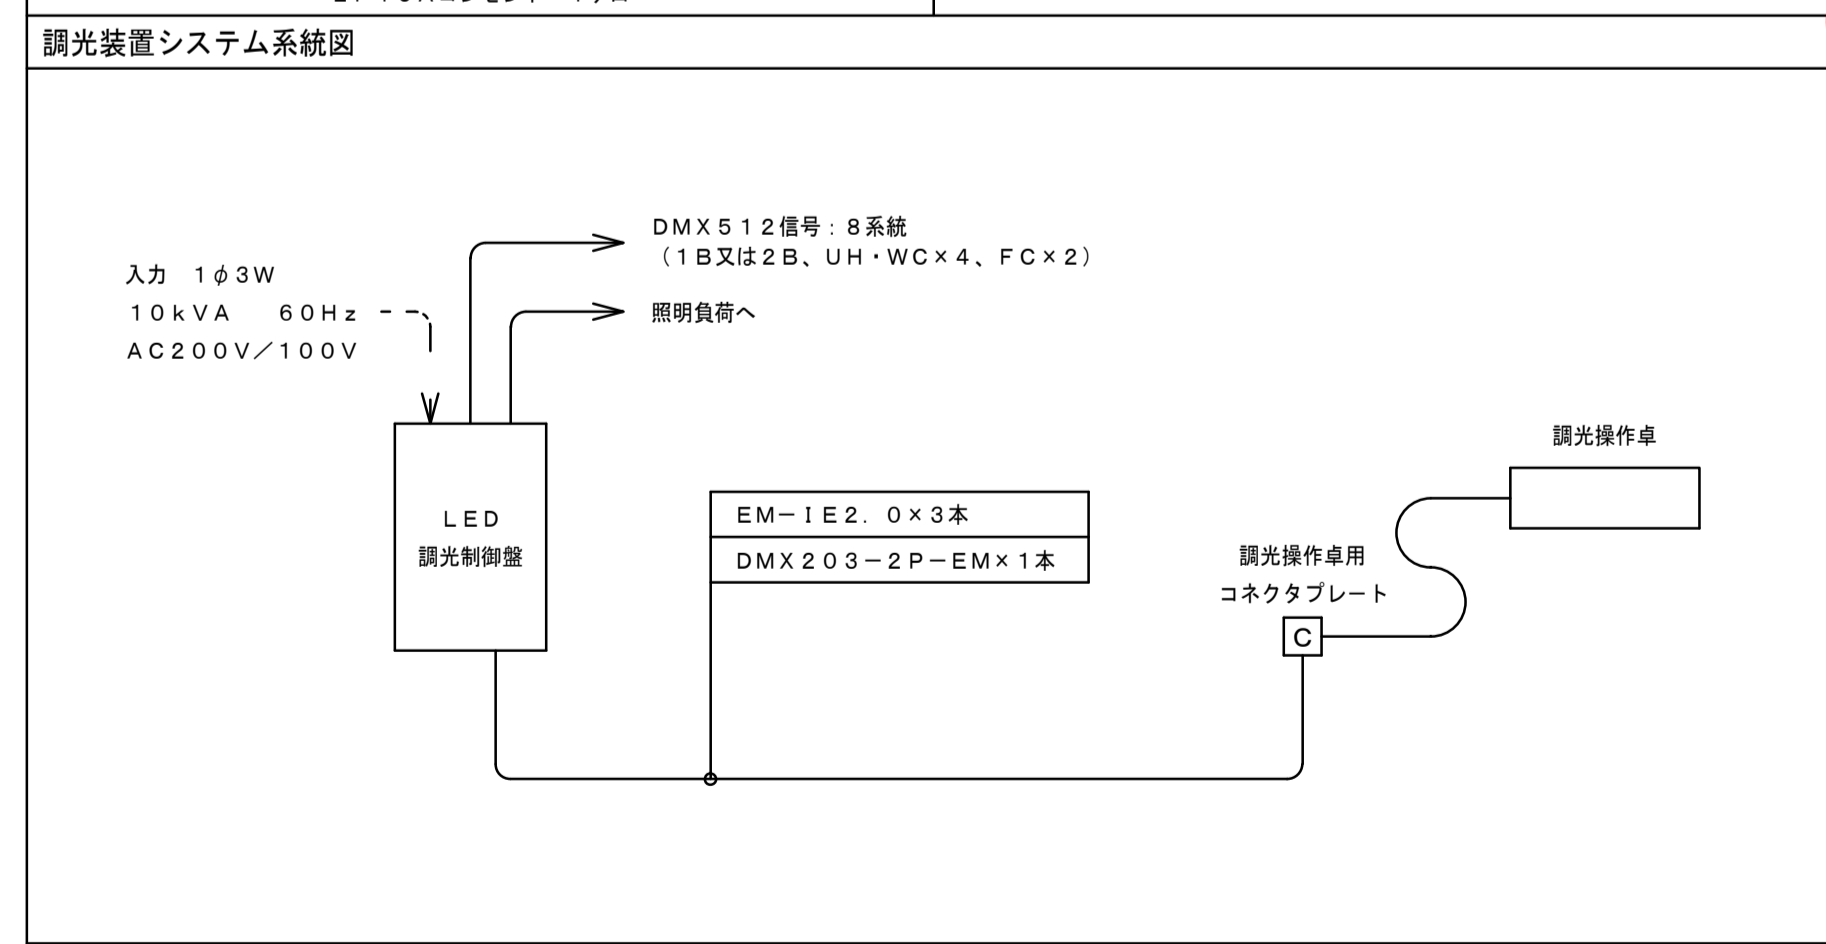 調光装置システム系統図
DMX512信号:8系統
(1B又は2B、UH・WC×4、FC×2)
入力 1φ3W
10kVA 60Hz
AC200V/100V
照明負荷へ
調光操作卓
LED
調光制御盤
EM-IE2.0×3本
DMX203-2P-EM×1本
調光操作卓用
コネクタプレート
C